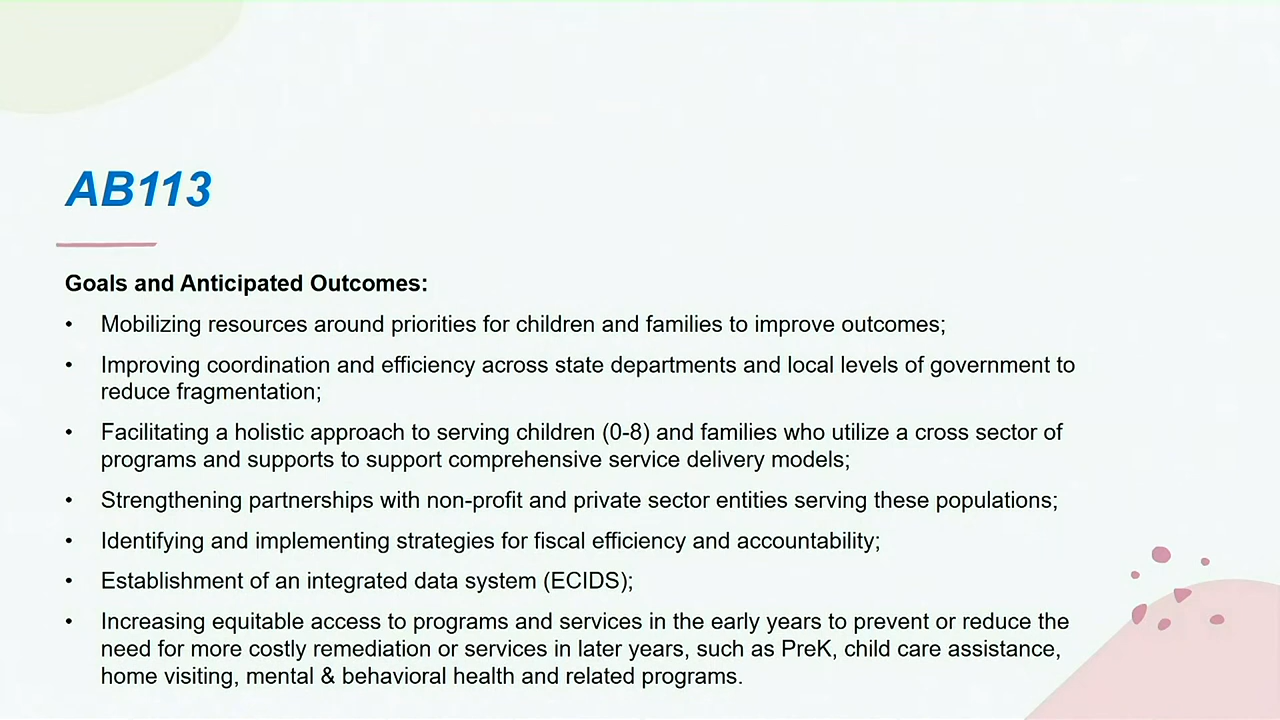 AB113
Goals and Anticipated Outcomes:
• Mobilizing resources around priorities for children and families to improve outcomes;
• Improving coordination and efficiency across state departments and local levels of government to
reduce fragmentation;
• Facilitating a holistic approach to serving children (0-8) and families who utilize a cross sector of
programs and supports to support comprehensive service delivery models;
• Strengthening partnerships with non-profit and private sector entities serving these populations;
• Identifying and implementing strategies for fiscal efficiency and accountability;
• Establishment of an integrated data system (ECIDS);
• Increasing equitable access to programs and services in the early years to prevent or reduce the
need for more costly remediation or services in later years, such as PreK, child care assistance,
home visiting, mental & behavioral health and related programs.